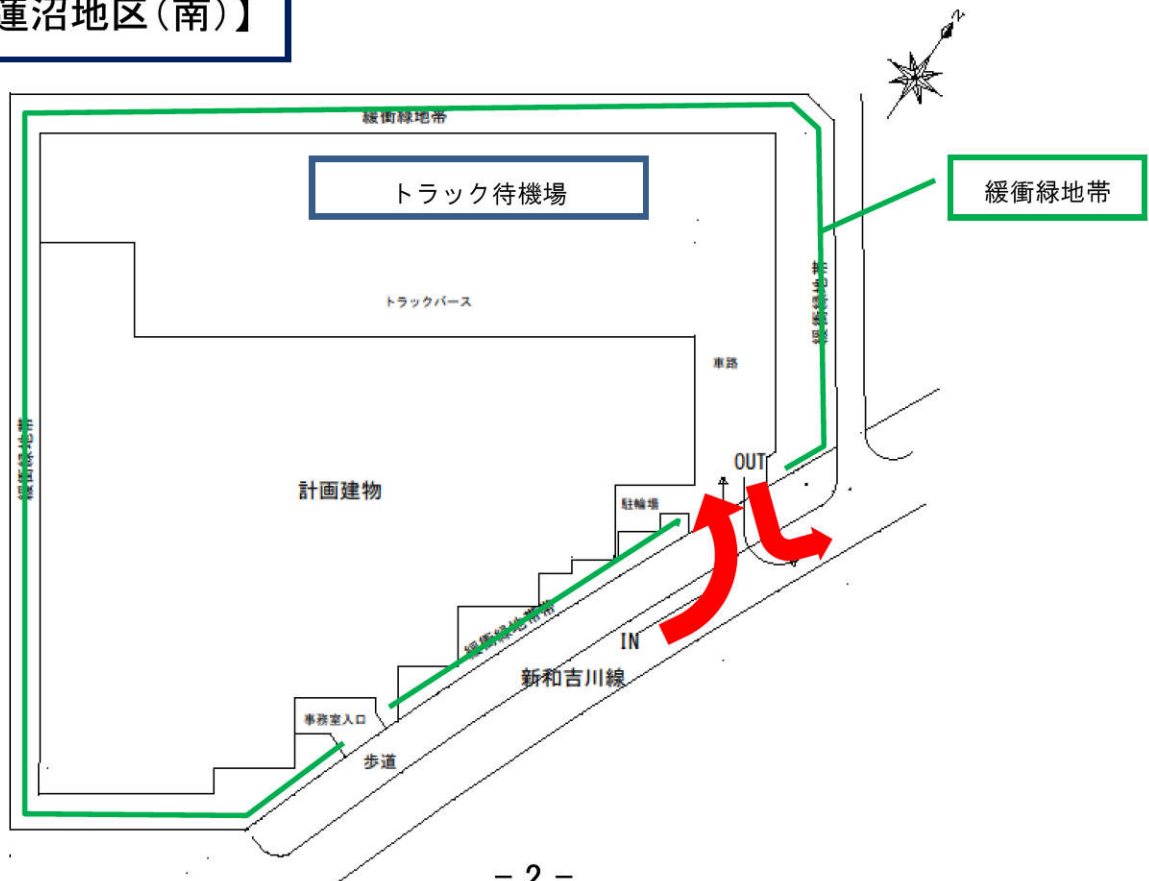 蓮沼地区(南)】
N
緩衝緑地帯
トラック待機場
緩衝緑地帯
緩衝緑地帯
トラックバース
車路
緩衝緑地帯
計画建物
OUT
駐輪場
緩衝緑地帯
IN
新和吉川線
事務室入口
歩道
- 2 -